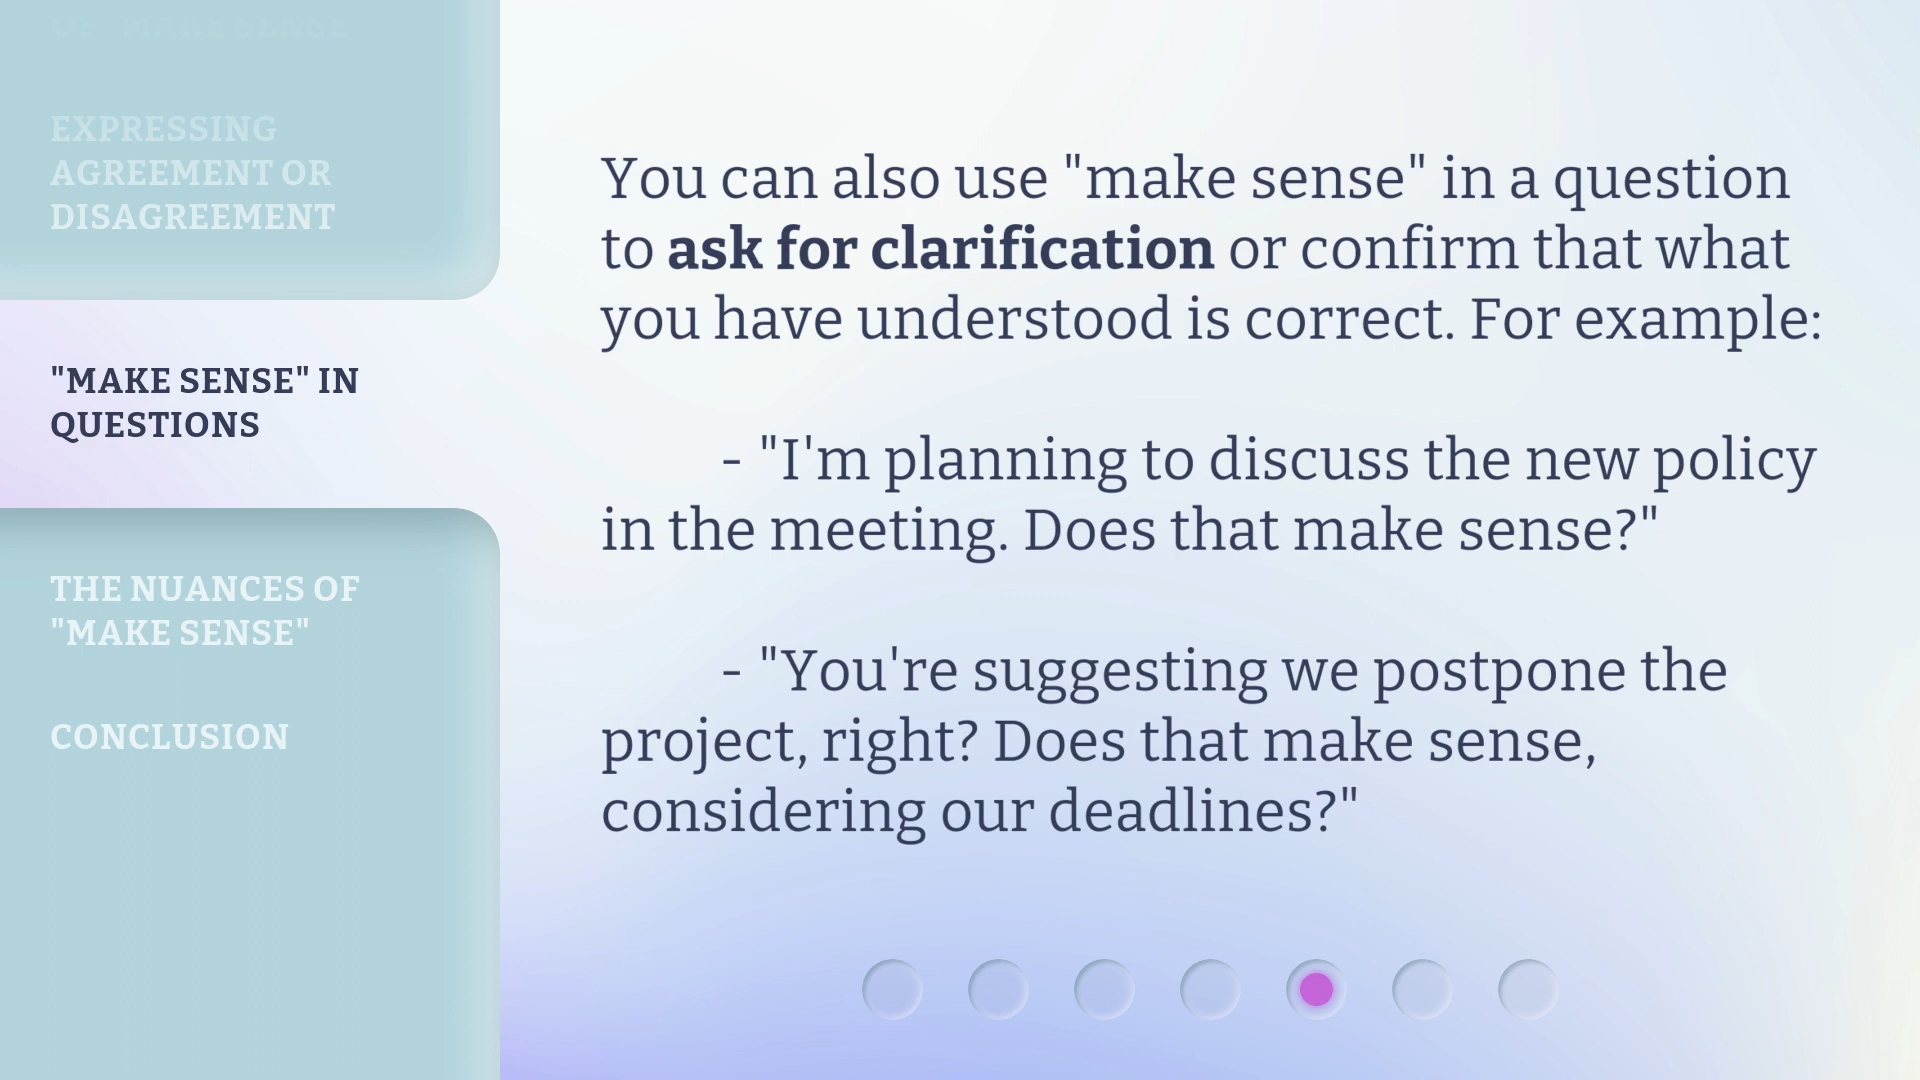 OF "MAKE SENSE"
EXPRESSING
AGREEMENT OR
DISAGREEMENT
"MAKE SENSE" IN
QUESTIONS
THE NUANCES OF
"MAKE SENSE"
CONCLUSION
You can also use "make sense" in a question
to ask for clarification or confirm that what
you have understood is correct. For example:
- "I'm planning to discuss the new policy
in the meeting. Does that make sense?"
- "You're suggesting we postpone the
project, right? Does that make sense,
considering our deadlines?"